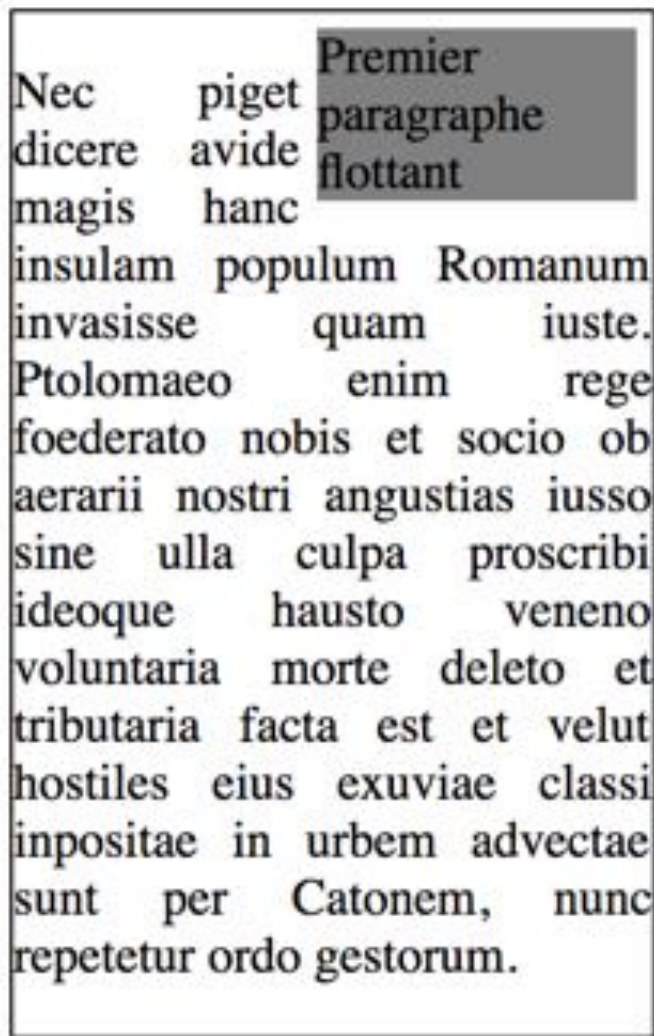 Premier
paragraphe
flottant
Nec piget
dicere avide
magis hanc
insulam populum Romanum
invasisse quam iuste.
Ptolomaeo enim rege
foederato nobis et socio ob
aerarii nostri angustias iusso
sine ulla culpa proscribi
ideoque hausto veneno
voluntaria morte deleto et
tributaria facta est et velut
hostiles eius exuviae classi
inpositae in urbem advectae
sunt per Catonem, nunc
repetetur ordo gestorum.